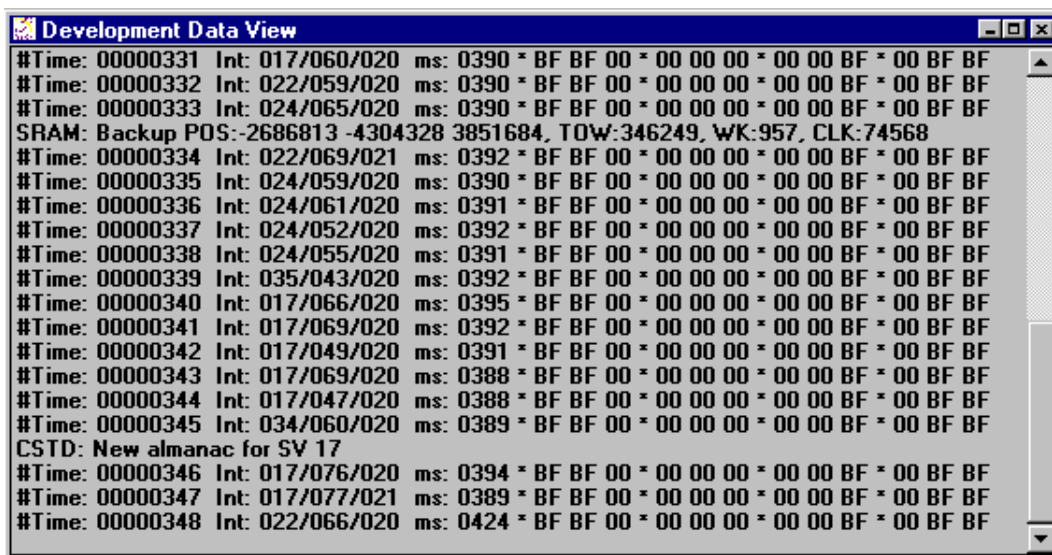 Development Data View
#Time: 00000331 Int: 017/060/020 ms: 0390 * BF BF 00 * 00 00 00 * 00 00 BF * 00 BF BF
#Time: 00000332 Int: 022/059/020 ms: 0390 * BF BF 00 * 00 00 00 * 00 00 BF * 00 BF BF
#Time: 00000333 Int: 024/065/020 ms: 0390 * BF BF 00 * 00 00 00 * 00 00 BF * 00 BF BF
SRAM: Backup POS:-2686813 -4304328 3851684, TOW:346249, WK:957, CLK:74568
#Time: 00000334 Int: 022/069/021 ms: 0392 * BF BF 00 * 00 00 00 * 00 00 BF * 00 BF BF
#Time: 00000335 Int: 024/059/020 ms: 0390 * BF BF 00 * 00 00 00 * 00 00 BF * 00 BF BF
#Time: 00000336 Int: 024/061/020 ms: 0391 * BF BF 00 * 00 00 00 * 00 00 BF * 00 BF BF
#Time: 00000337 Int: 024/052/020 ms: 0392 * BF BF 00 * 00 00 00 * 00 00 BF * 00 BF BF
#Time: 00000338 Int: 024/055/020 ms: 0391 * BF BF 00 * 00 00 00 * 00 00 BF * 00 BF BF
#Time: 00000339 Int: 035/043/020 ms: 0392 * BF BF 00 * 00 00 00 * 00 00 BF * 00 BF BF
#Time: 00000340 Int: 017/066/020 ms: 0395 * BF BF 00 * 00 00 00 * 00 00 BF * 00 BF BF
#Time: 00000341 Int: 017/069/020 ms: 0392 * BF BF 00 * 00 00 00 * 00 00 BF * 00 BF BF
#Time: 00000342 Int: 017/049/020 ms: 0391 * BF BF 00 * 00 00 00 * 00 00 BF * 00 BF BF
#Time: 00000343 Int: 017/069/020 ms: 0388 * BF BF 00 * 00 00 00 * 00 00 BF * 00 BF BF
#Time: 00000344 Int: 017/047/020 ms: 0388 * BF BF 00 * 00 00 00 * 00 00 BF * 00 BF BF
#Time: 00000345 Int: 034/060/020 ms: 0389 * BF BF 00 * 00 00 00 * 00 00 BF * 00 BF BF
CSTD: New almanac for SV 17
#Time: 00000346 Int: 017/076/020 ms: 0394 * BF BF 00 * 00 00 00 * 00 00 BF * 00 BF BF
#Time: 00000347 Int: 017/077/021 ms: 0389 * BF BF 00 * 00 00 00 * 00 00 BF * 00 BF BF
#Time: 00000348 Int: 022/066/020 ms: 0424 * BF BF 00 * 00 00 00 * 00 00 BF * 00 BF BF